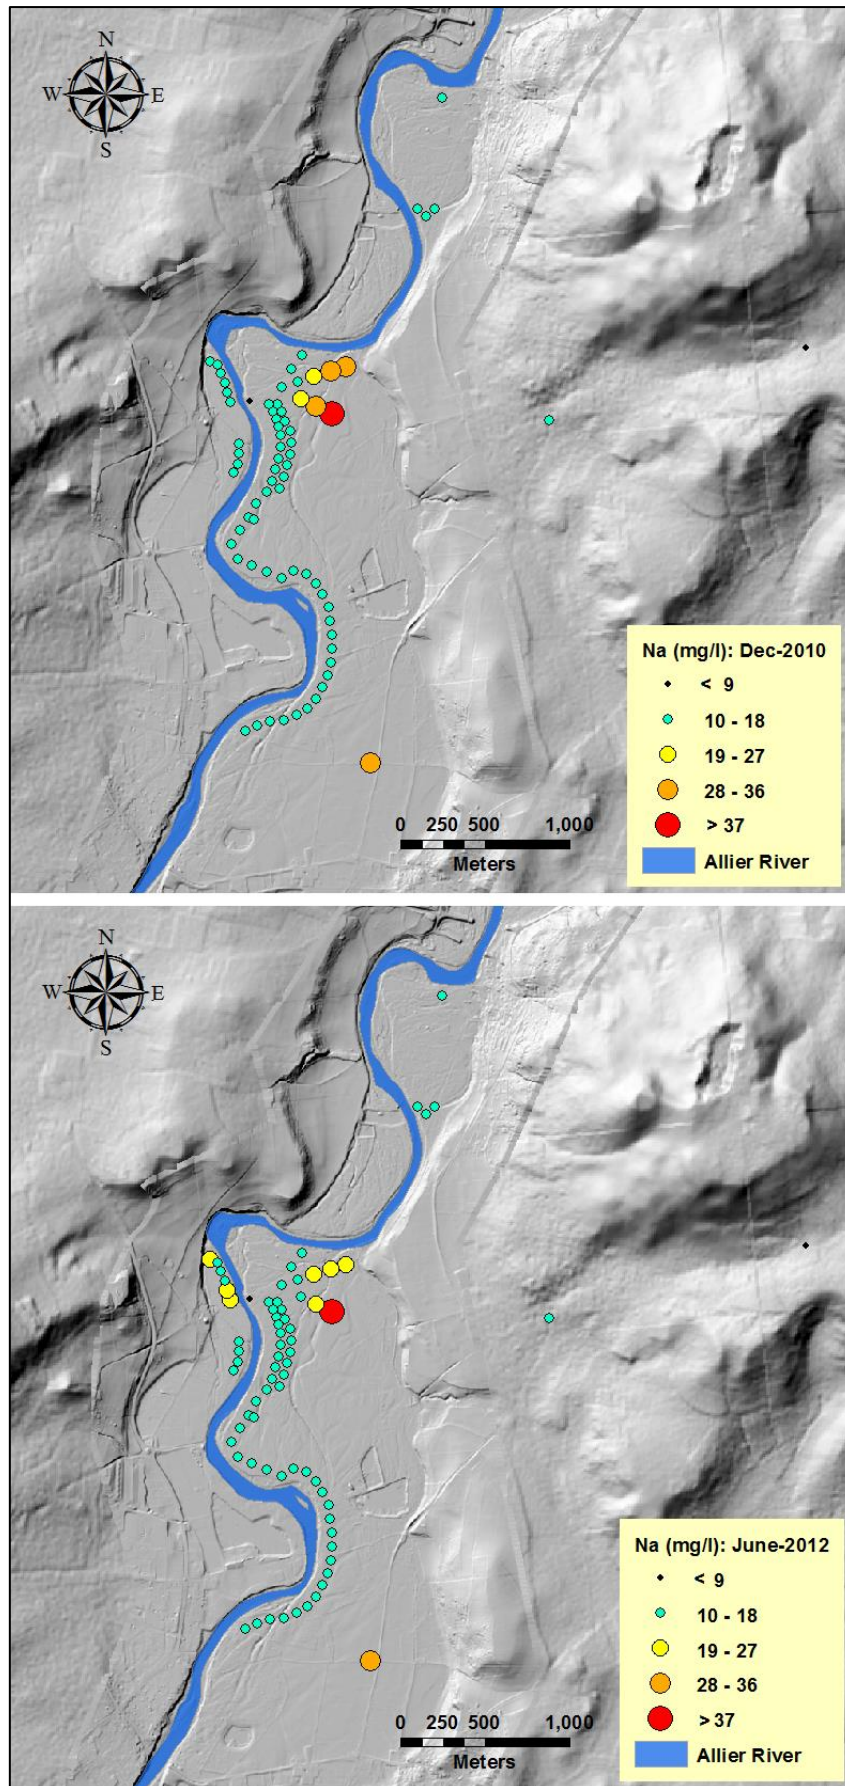 N
W E
S
Na (mg/l): Dec-2010
< 9
10 - 18
19 - 27
28 - 36
> 37
Allier River
0 250 500 1,000
Meters
N
W E
S
Na (mg/l): June-2012
< 9
10 - 18
19 - 27
28 - 36
> 37
Allier River
0 250 500 1,000
Meters